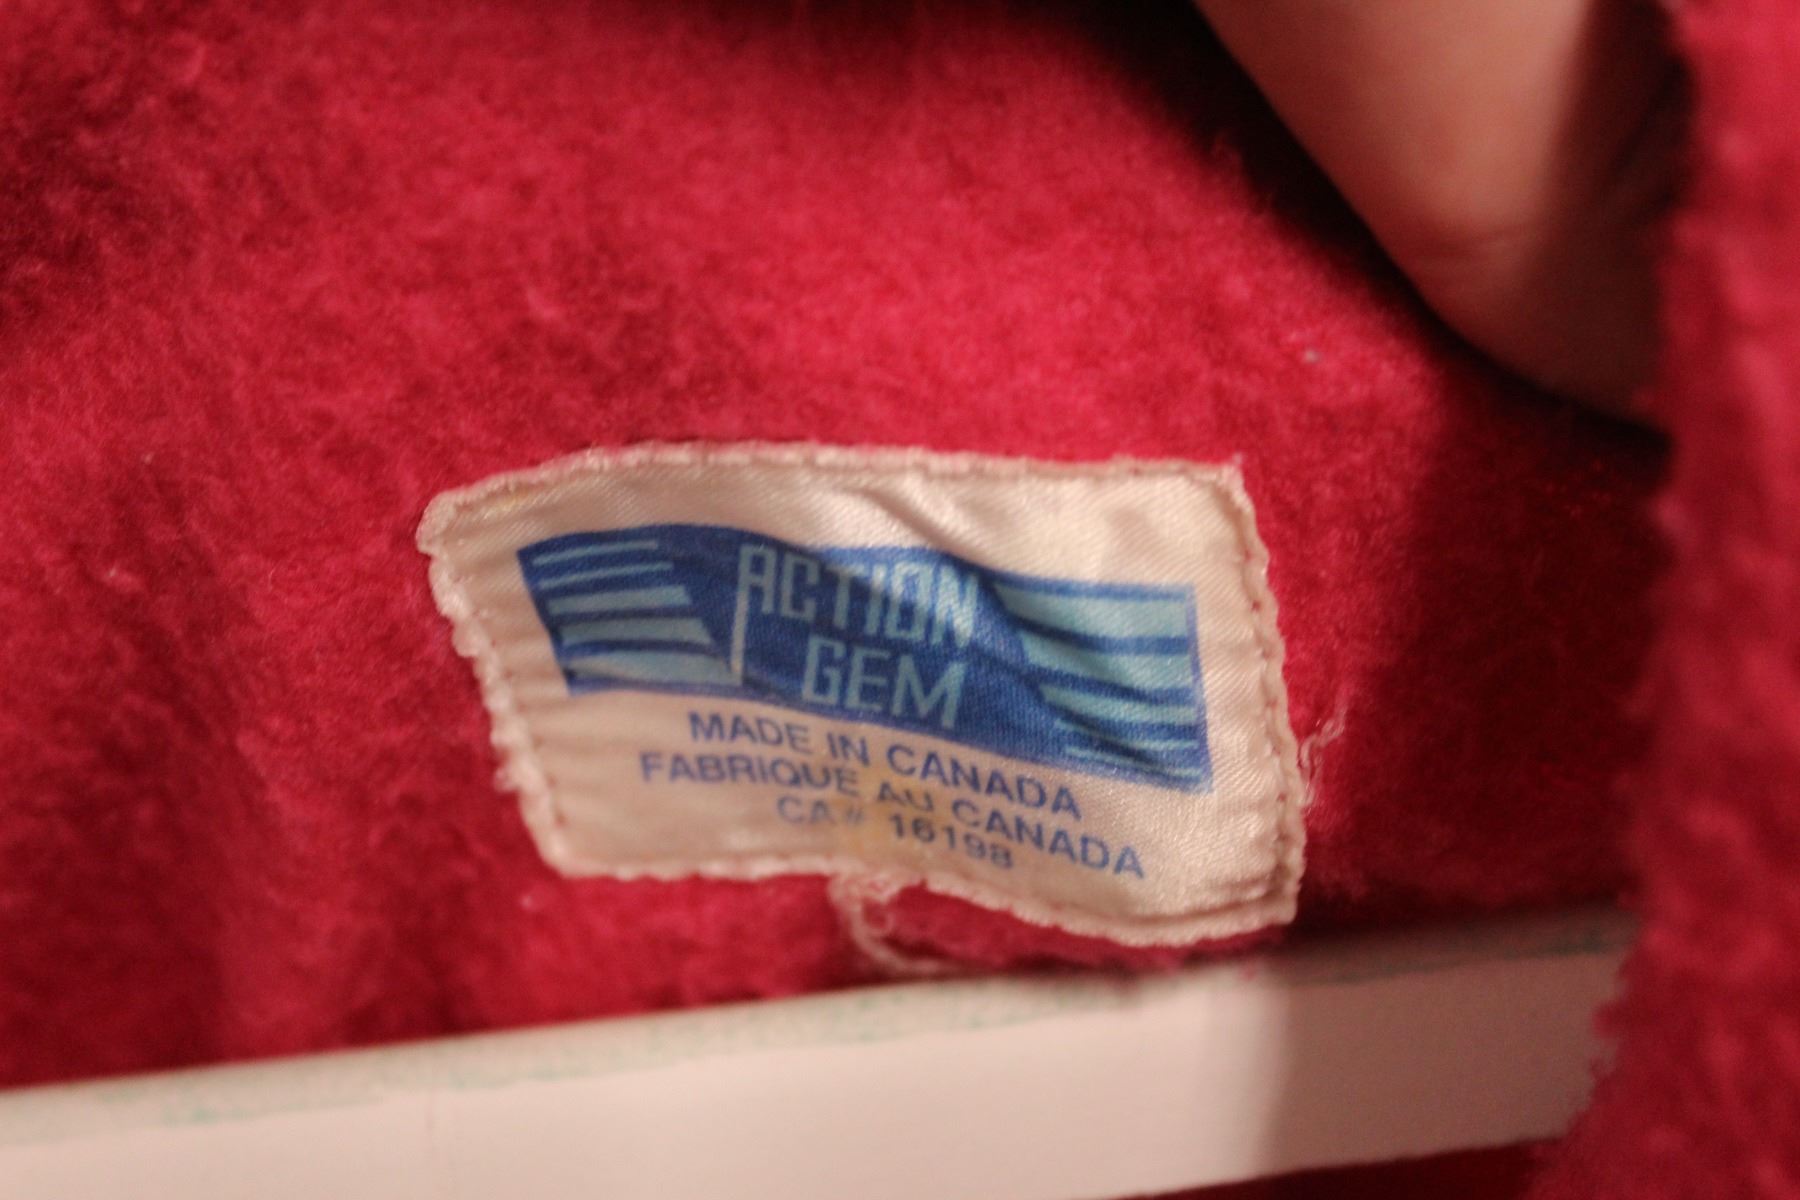 ACTION
GEM
MADE IN CANADA
FABRIQUE AU CANADA
CA# 16198